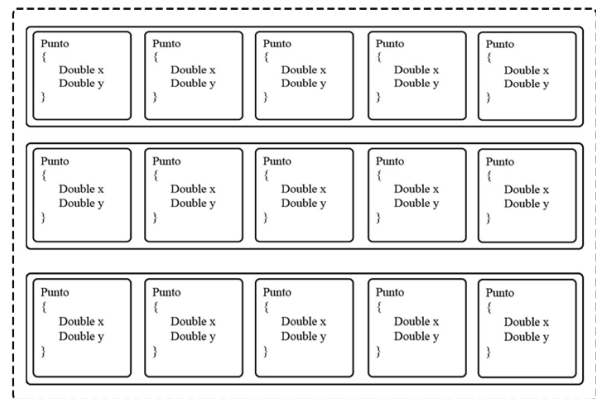 Punto Punto Punto Punto Punto
{ { { { {
Double x Double x Double x Double x Double x
Double y Double y Double y Double y Double y
} } } } }
Punto Punto Punto Punto Punto
{ { { { {
Double x Double x Double x Double x Double x
Double y Double y Double y Double y Double y
} } } } }
Punto Punto Punto Punto Punto
{ { { { {
Double x Double x Double x Double x Double x
Double y Double y Double y Double y Double y
} } } } }